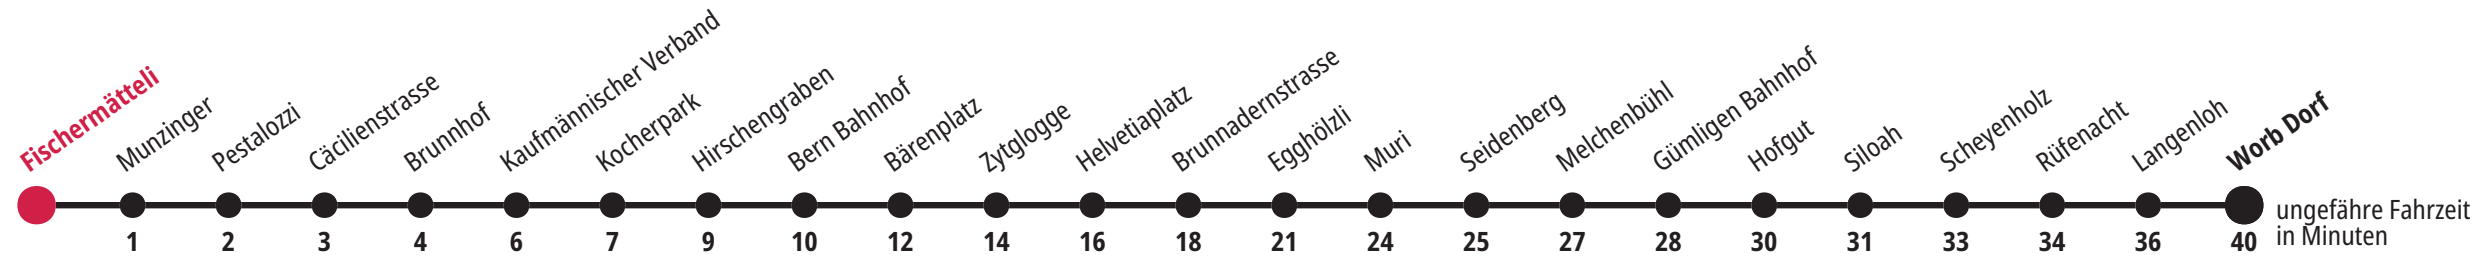 Fischermätteli
Munzinger
Pestalozzi
Cäcilienstrasse
Brunnhof
Kaufmännischer Verband
Kocherpark
Hirschengraben
Bern Bahnhof
Bärenplatz
Zytglogge
Helvetiaplatz
Brunnadernstrasse
Egghölzli
Muri
Seidenberg
Melchenbühl
Gümligen Bahnhof
Hofgut
Siloah
Scheyenholz
Rüfenacht
Langenloh
Worb Dorf
1 2 3 4 6 7 9 10 12 14 16 18 21 24 25 27 28 30 31 33 34 36 40
ungefähre Fahrzeit
in Minuten